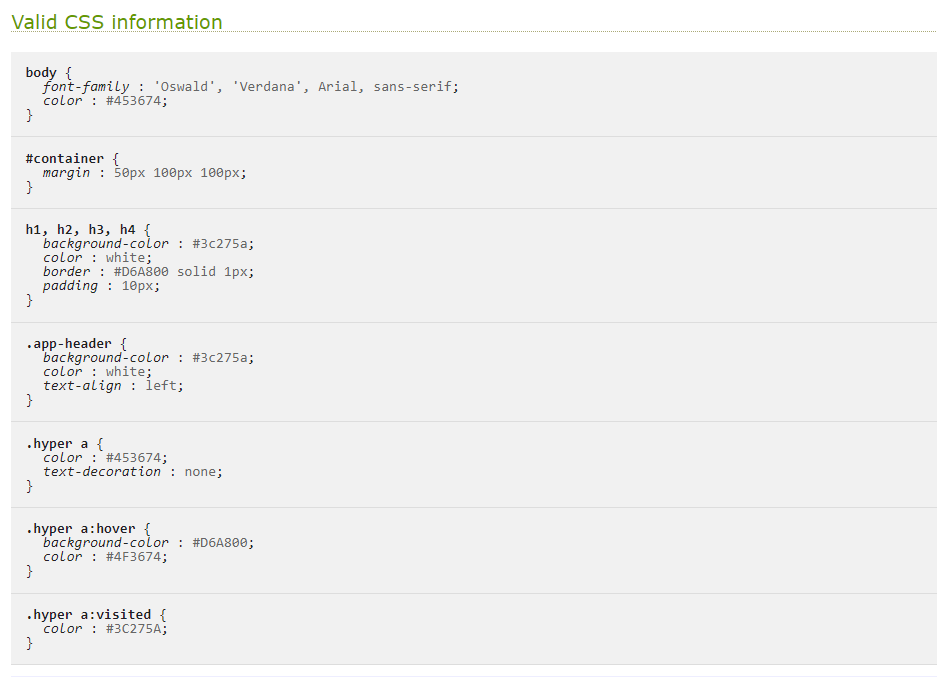 Valid CSS information
body {
font-family : 'Oswald', 'Verdana', Arial, sans-serif;
color : #453674;
}
#container {
margin : 50px 100px 100px;
}
h1, h2, h3, h4 {
background-color : #3c275a;
color : white;
border : #D6A800 solid 1px;
padding : 10px;
}
.app-header {
background-color : #3c275a;
color : white;
text-align : left;
}
.hyper a {
color : #453674;
text-decoration : none;
}
.hyper a:hover {
background-color : #D6A800;
color : #4F3674;
}
.hyper a:visited {
color : #3C275A;
}